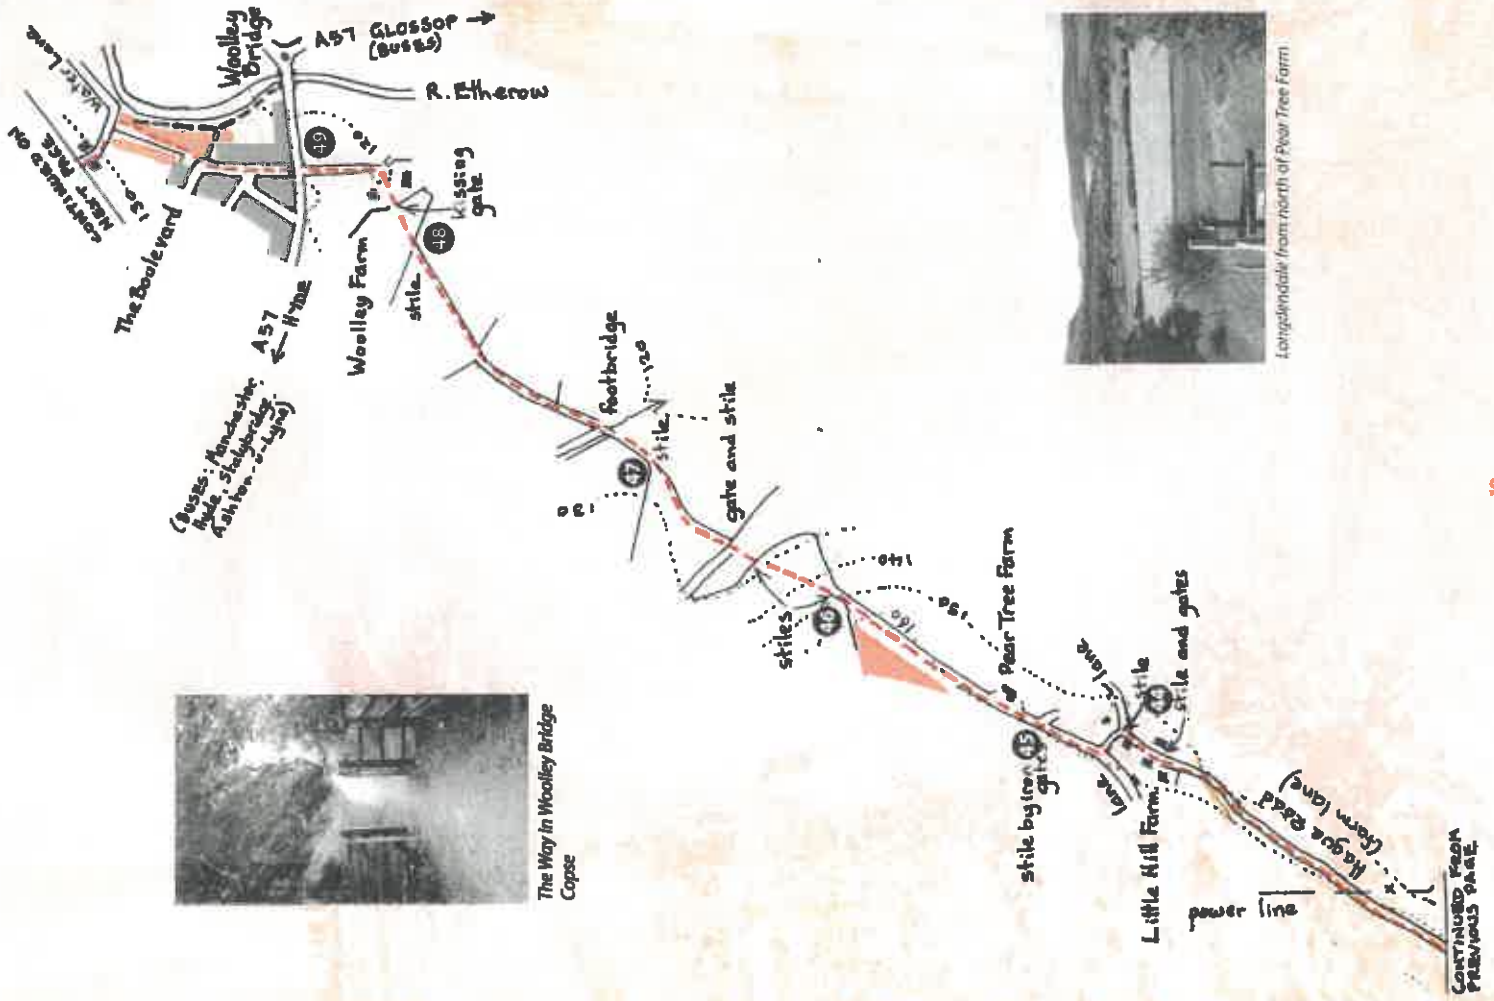 A57 GLOSSOP
(BUSES)
Woolley
Bridge
R. Etherow
Water Lane
CONTINUED ON
NEXT PAGE
130
120
49
The Boulevard
Kissing
gate
48
Woolley Farm
stile
A57
HYDE
(Buses: Manchester,
Hyde, Stalybridge,
Ashton-u-Lyne)
footbridge
120
47
stile
130
gate and stile
stiles
46
140
150
160
Pear Tree Farm
45
stile by iron
gate
lane
lane
stile
stile and gates
Little Hill Farm
Hague Road
(farm lane)
power line
CONTINUED FROM
PREVIOUS PAGE
Longdendale from north of Pear Tree Farm
The Way in Woolley Bridge
Copse